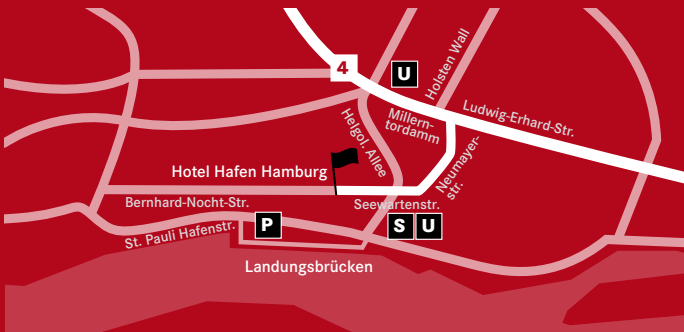 4
U
Holsten Wall
Millern-
tordamm
Ludwig-Erhard-Str.
Helgol. Allee
Neumayer-
str.
Hotel Hafen Hamburg
Bernhard-Nocht-Str.
Seewartenstr.
P
S U
St. Pauli Hafenstr.
Landungsbrücken